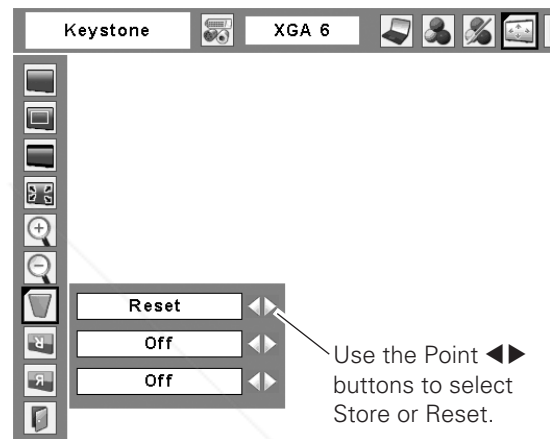 Keystone
XGA 6
Reset
Off
Off
Use the Point ◀▶
buttons to select
Store or Reset.